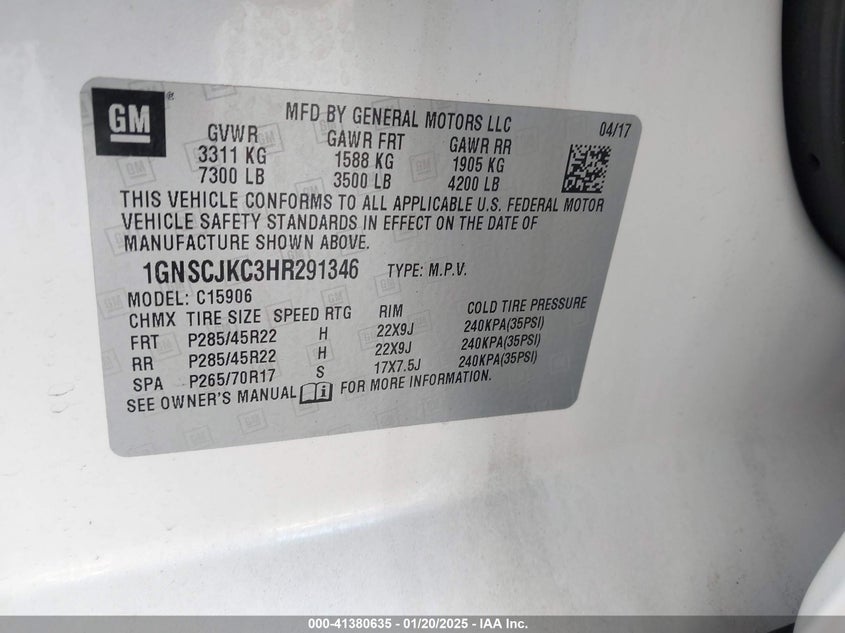 GM®
MFD BY GENERAL MOTORS LLC
04/17
GVWR GAWR FRT GAWR RR
3311 KG 1588 KG 1905 KG
7300 LB 3500 LB 4200 LB
THIS VEHICLE CONFORMS TO ALL APPLICABLE U.S. FEDERAL MOTOR
VEHICLE SAFETY STANDARDS IN EFFECT ON THE DATE OF
MANUFACTURE SHOWN ABOVE.
1GNSCJKC3HR291346 TYPE: M.P.V.
MODEL: C15906
CHMX TIRE SIZE SPEED RTG RIM COLD TIRE PRESSURE
FRT P285/45R22 H 22X9J 240KPA(35PSI)
RR P285/45R22 H 22X9J 240KPA(35PSI)
SPA P265/70R17 S 17X7.5J 240KPA(35PSI)
SEE OWNER'S MANUAL i FOR MORE INFORMATION.
000-41380635 - 01/20/2025 - IAA Inc.